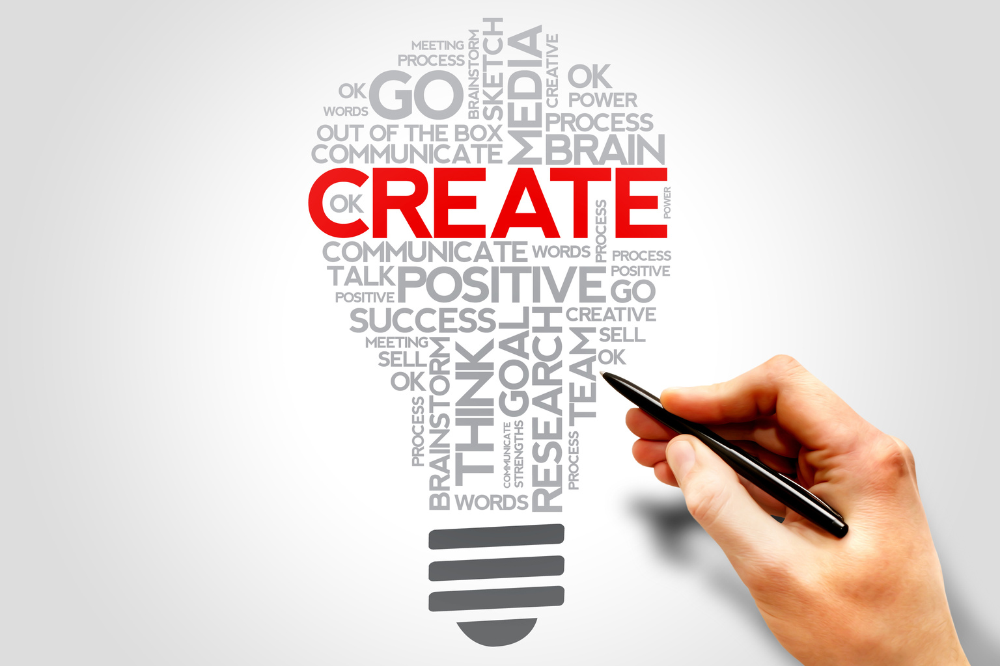 MEETING
PROCESS
BRAINSTORM
SKETCH
MEDIA
CREATIVE
OK
GO
WORDS
OK
POWER
PROCESS
OUT OF THE BOX
COMMUNICATE
BRAIN
CREATE
OK
POWER
PROCESS
COMMUNICATE
WORDS
PROCESS
TALK
POSITIVE
POSITIVE
POSITIVE
GO
SUCCESS
GOAL
RESEARCH
CREATIVE
MEETING
SELL
OK
BRAINSTORM
THINK
TEAM
SELL
OK
PROCESS
COMMUNICATE
STRENGTHS
PROCESS
WORDS